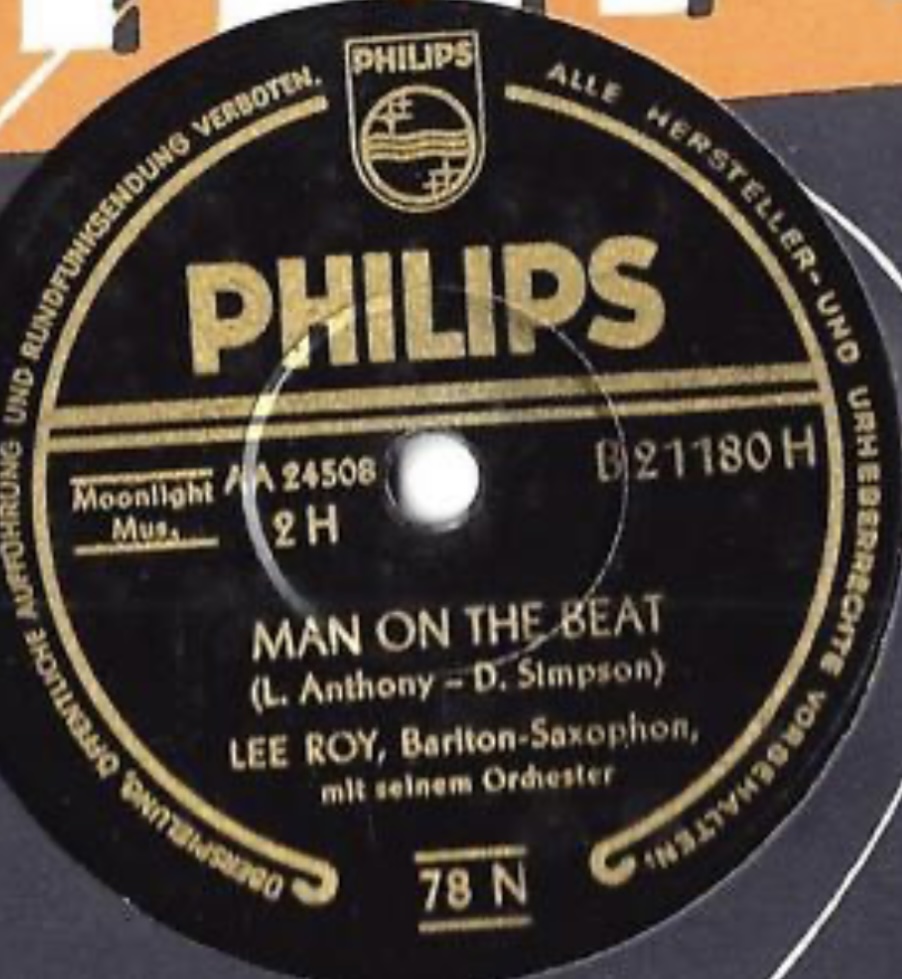 PHILIPS
ALLE HERSTELLER-UND URHEBERRECHTE VORGEHALTEN.
ÜBERSPIELUNG, ÖFFENTLICHE AUFFÜHRUNG UND RUNDFUNKSENDUNG VERBOTEN.
PHILIPS
Moonlight
Mus.
AA 24508
2 H
B 21180 H
MAN ON THE BEAT
(L. Anthony – D. Simpson)
LEE ROY, Bariton-Saxophon,
mit seinem Orchester
78 N